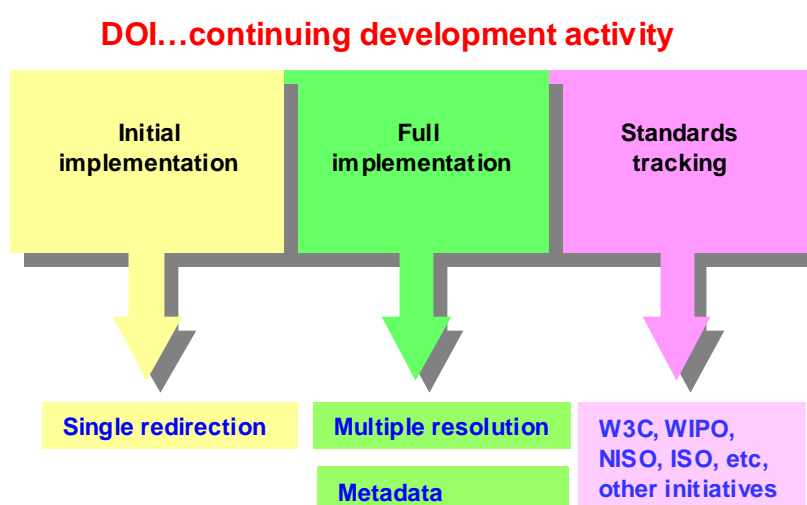 DOI...continuing development activity
Initial
implementation
Full
implementation
Standards
tracking
Single redirection
Multiple resolution
Metadata
W3C, WIPO,
NISO, ISO, etc,
other initiatives